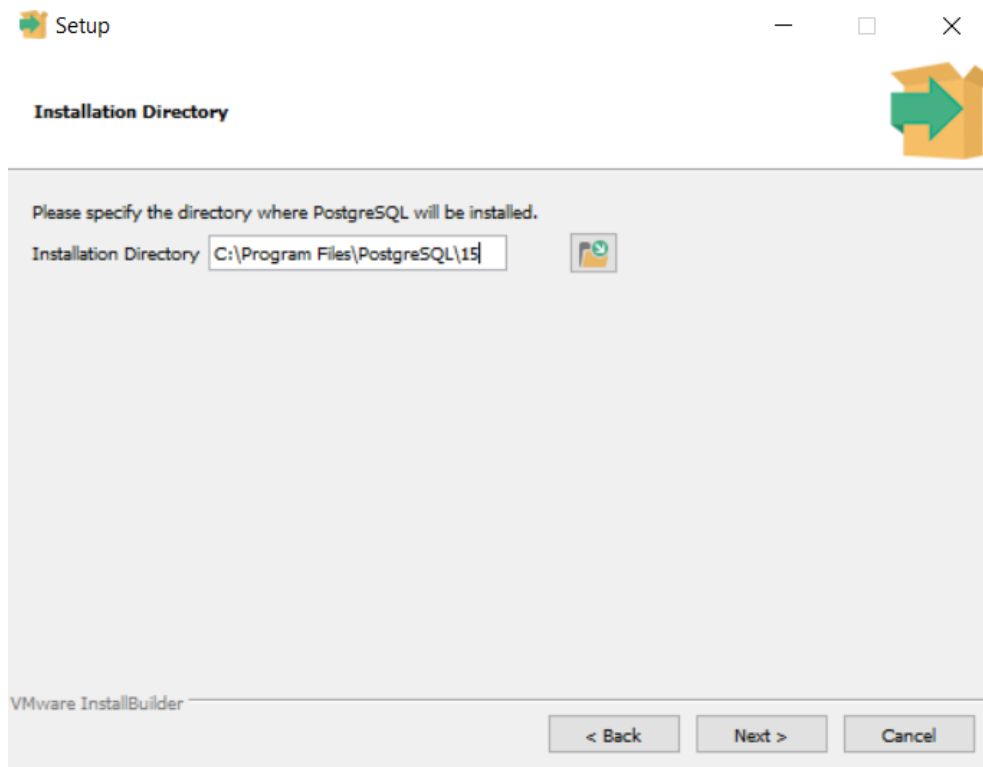 Setup
Installation Directory
Please specify the directory where PostgreSQL will be installed.
Installation Directory C:\Program Files\PostgreSQL\15
VMware InstallBuilder
< Back Next > Cancel